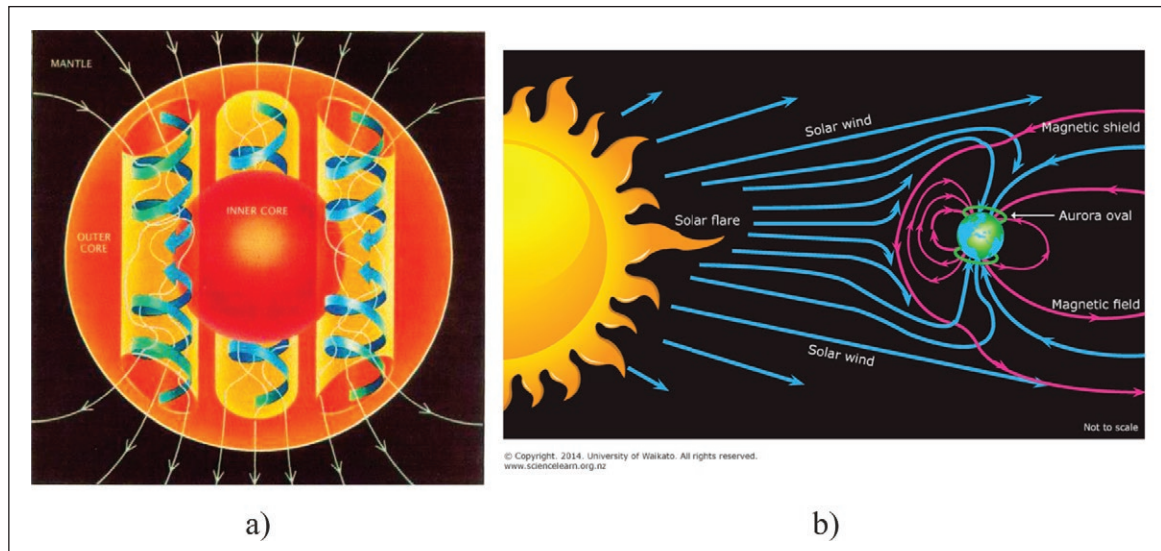 MANTLE
INNER CORE
OUTER
CORE
a)
Solar wind
Magnetic shield
Solar flare
Aurora oval
Magnetic field
Solar wind
Not to scale
© Copyright. 2014. University of Waikato. All rights reserved.
www.sciencelearn.org.nz
b)